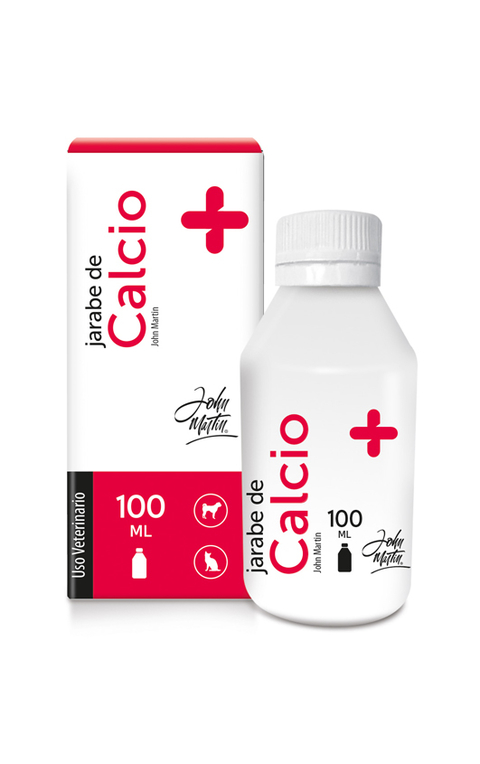 jarabe de
Calcio
John Martin
John
Martin®
Uso Veterinario
100
ML
jarabe de
Calcio
John Martin
100
ML
John
Martin®